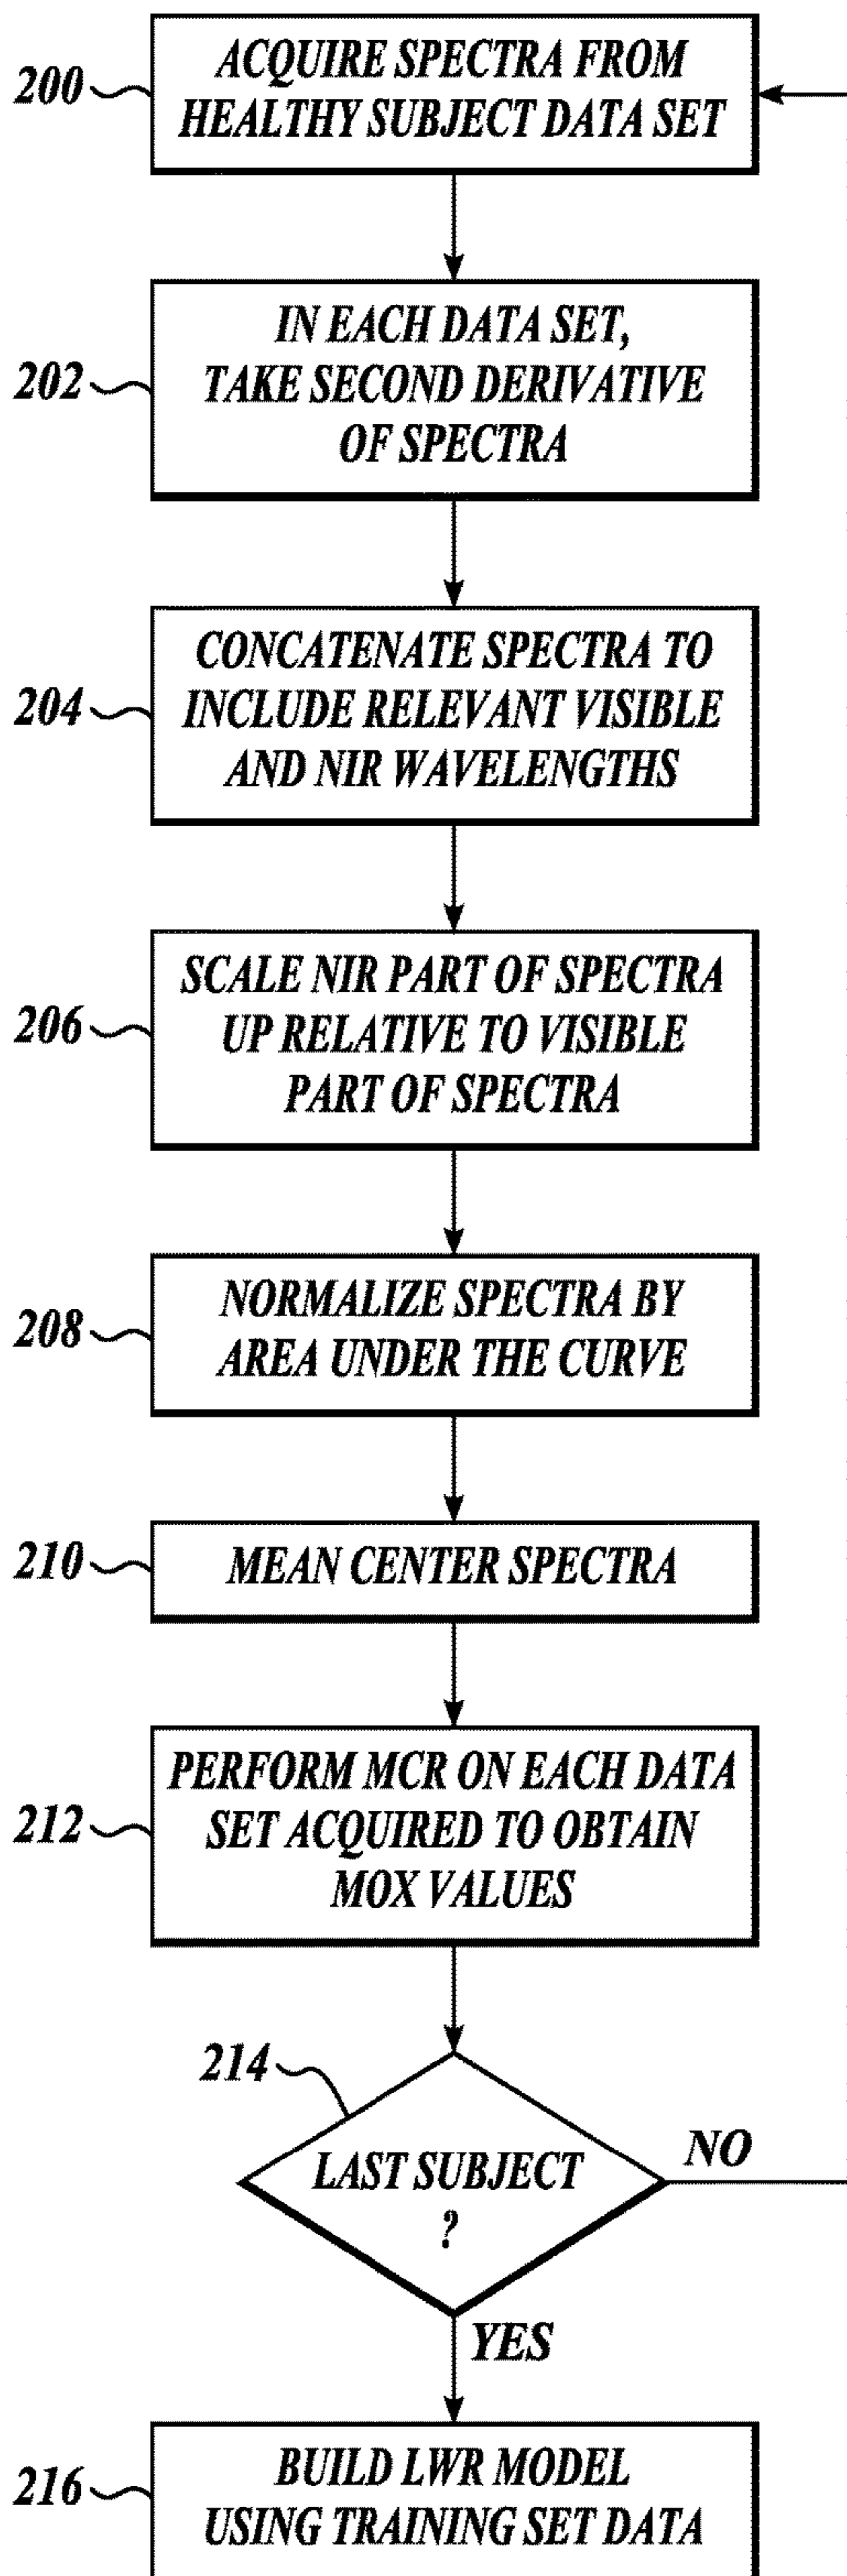 200
ACQUIRE SPECTRA FROM
HEALTHY SUBJECT DATA SET
202
IN EACH DATA SET,
TAKE SECOND DERIVATIVE
OF SPECTRA
204
CONCATENATE SPECTRA TO
INCLUDE RELEVANT VISIBLE
AND NIR WAVELENGTHS
206
SCALE NIR PART OF SPECTRA
UP RELATIVE TO VISIBLE
PART OF SPECTRA
208
NORMALIZE SPECTRA BY
AREA UNDER THE CURVE
210
MEAN CENTER SPECTRA
212
PERFORM MCR ON EACH DATA
SET ACQUIRED TO OBTAIN
MOX VALUES
214
LAST SUBJECT
?
NO
YES
216
BUILD LWR MODEL
USING TRAINING SET DATA